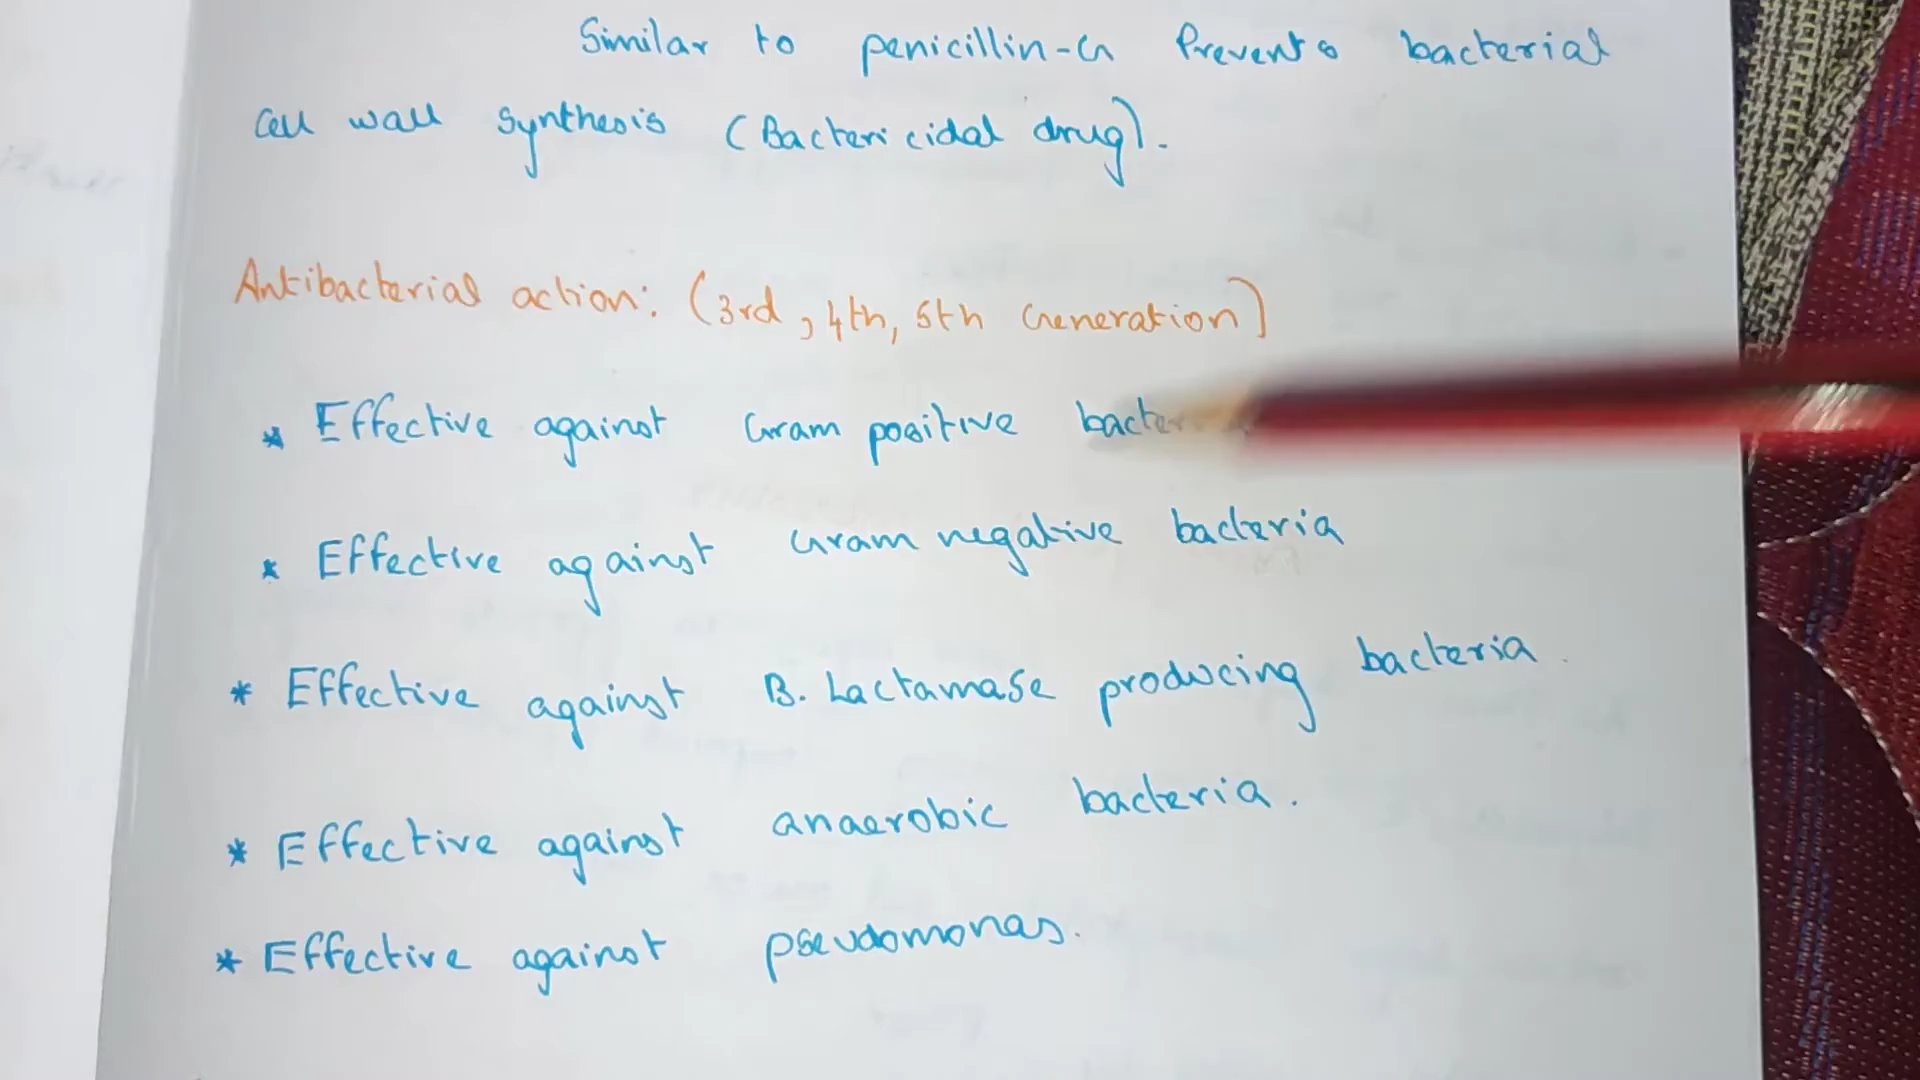 Similar to penicillin-G Prevents bacterial
cell wall synthesis (Bactericidal drug).
Antibacterial action: (3rd, 4th, 5th Generation)
* Effective against Gram positive
* Effective against Gram negative bacteria
* Effective against B. Lactamase producing bacteria.
* Effective against anaerobic bacteria.
* Effective against pseudomonas.